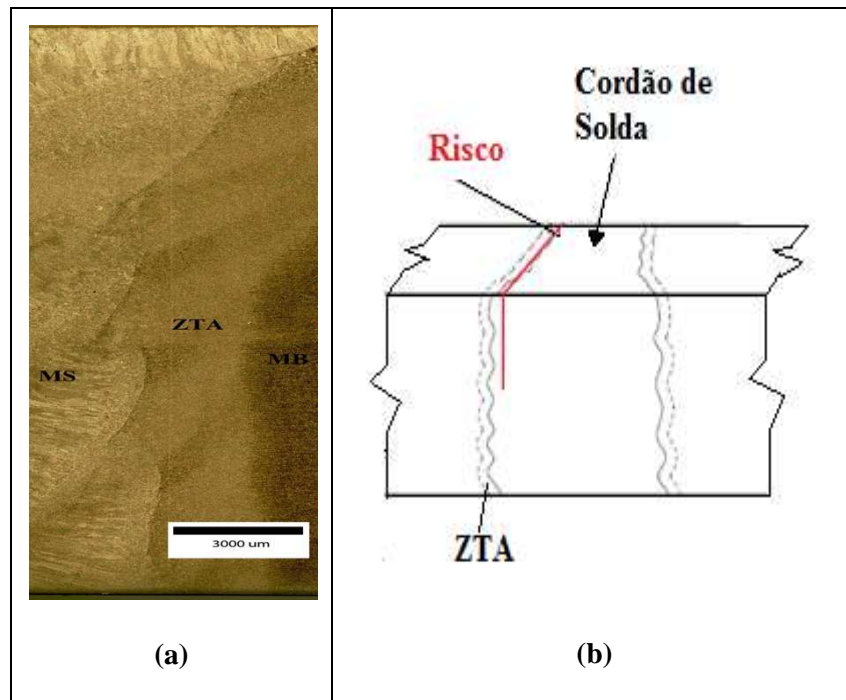 ZTA
MB
MS
3000 um
(a)
Cordão de
Solda
Risco
ZTA
(b)